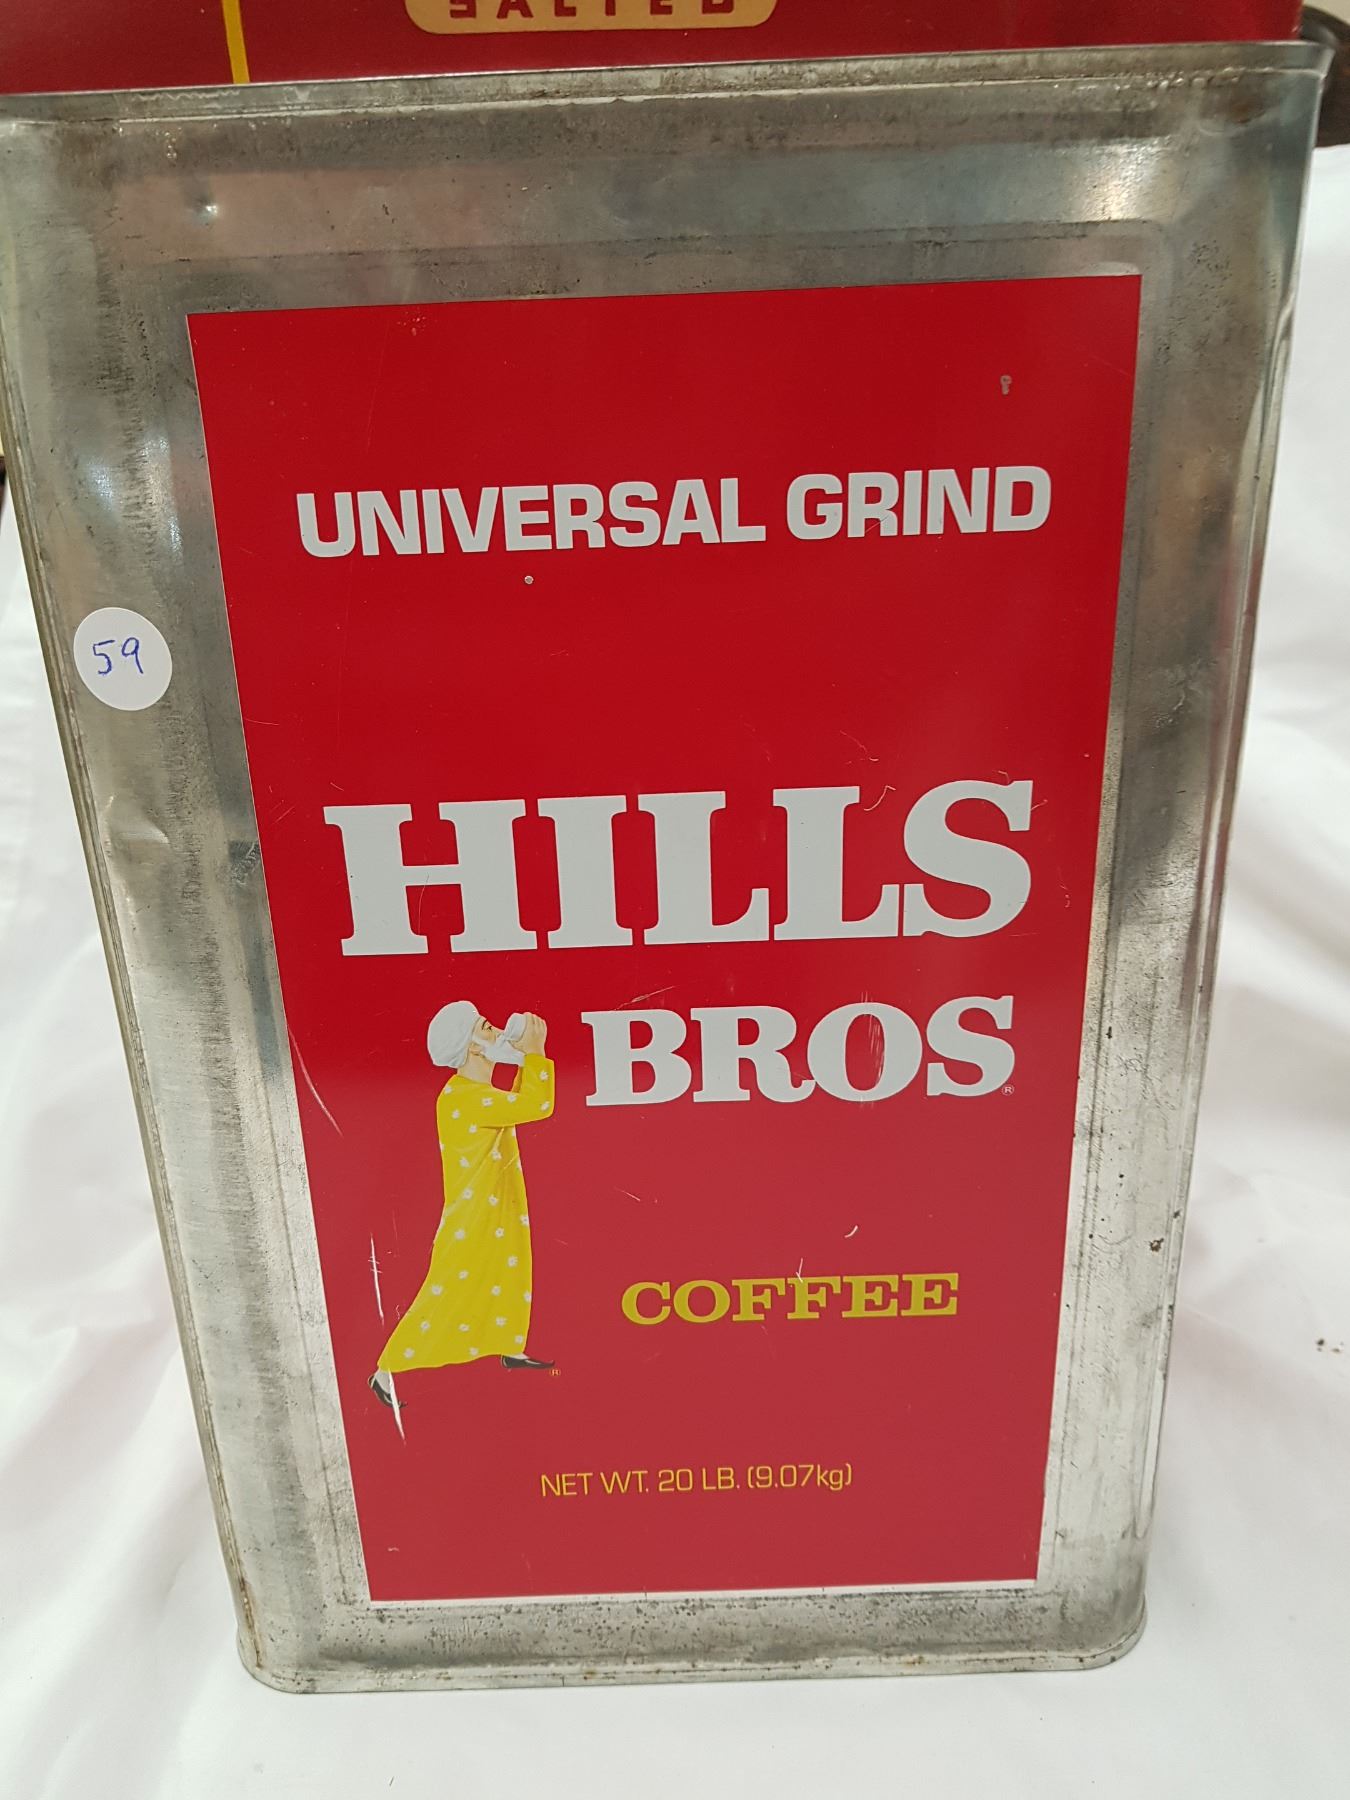 SALTED
UNIVERSAL GRIND
59
HILLS
BROS®
COFFEE
®
NET WT. 20 LB. (9.07kg)